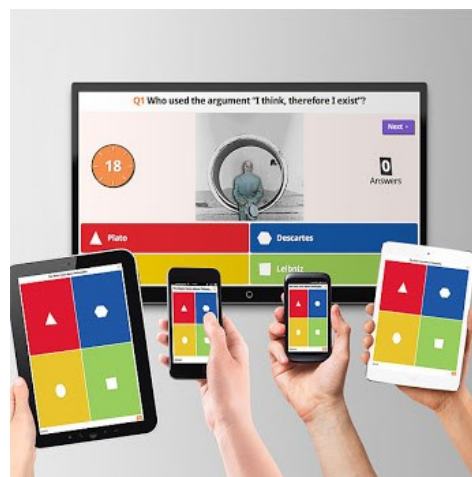 Q1 Who used the argument "I think, therefore I exist"?
Next
18
0
Answers
Plato
Descartes
Leibniz